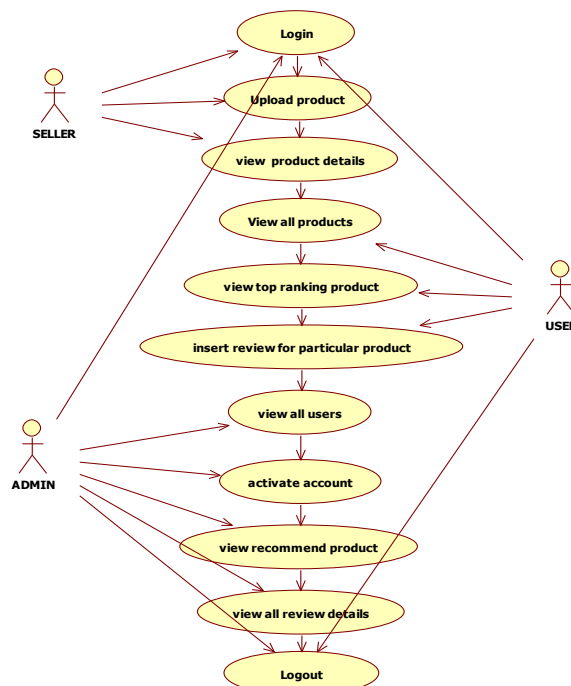 Login
Upload product
SELLER
view product details
View all products
view top ranking product
USER
insert review for particular product
view all users
activate account
ADMIN
view recommend product
view all review details
Logout